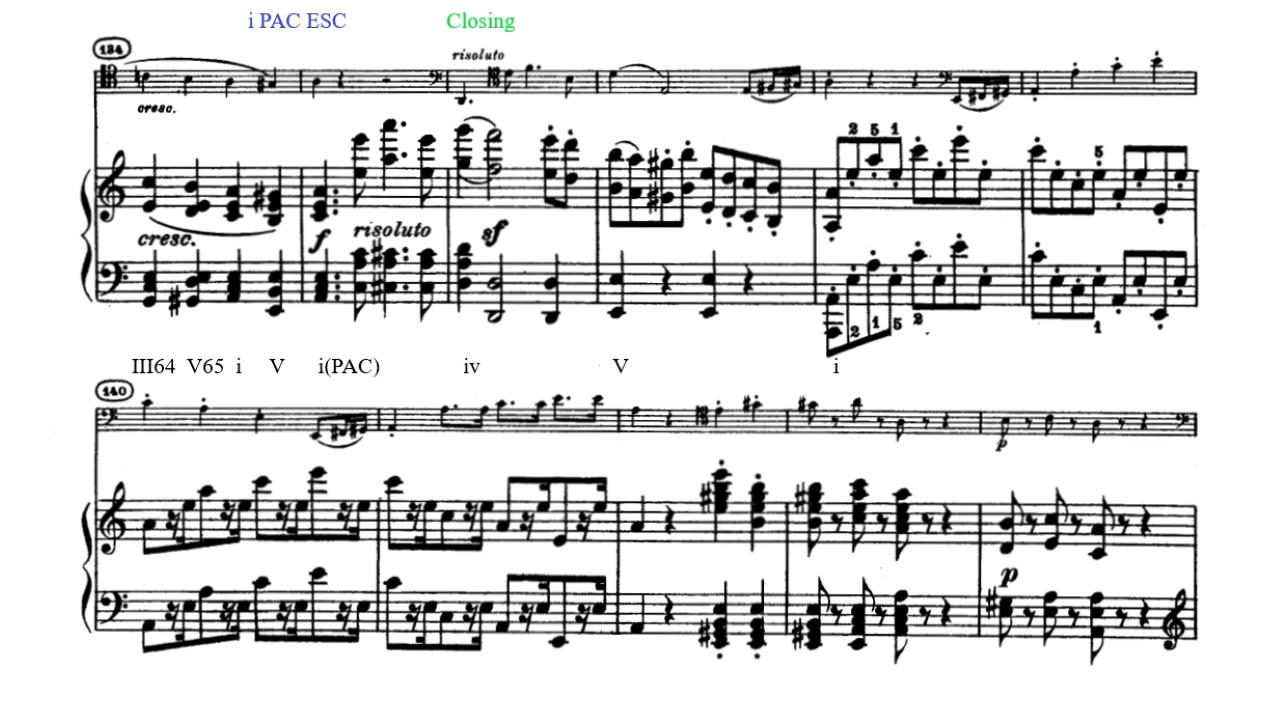 i PAC ESC Closing
134
risoluto
cresc.
2 5 1 5
cresc. f risoluto sf
2 1 5 2 1
III64 V65 i V i(PAC) iv V i
140
p
p